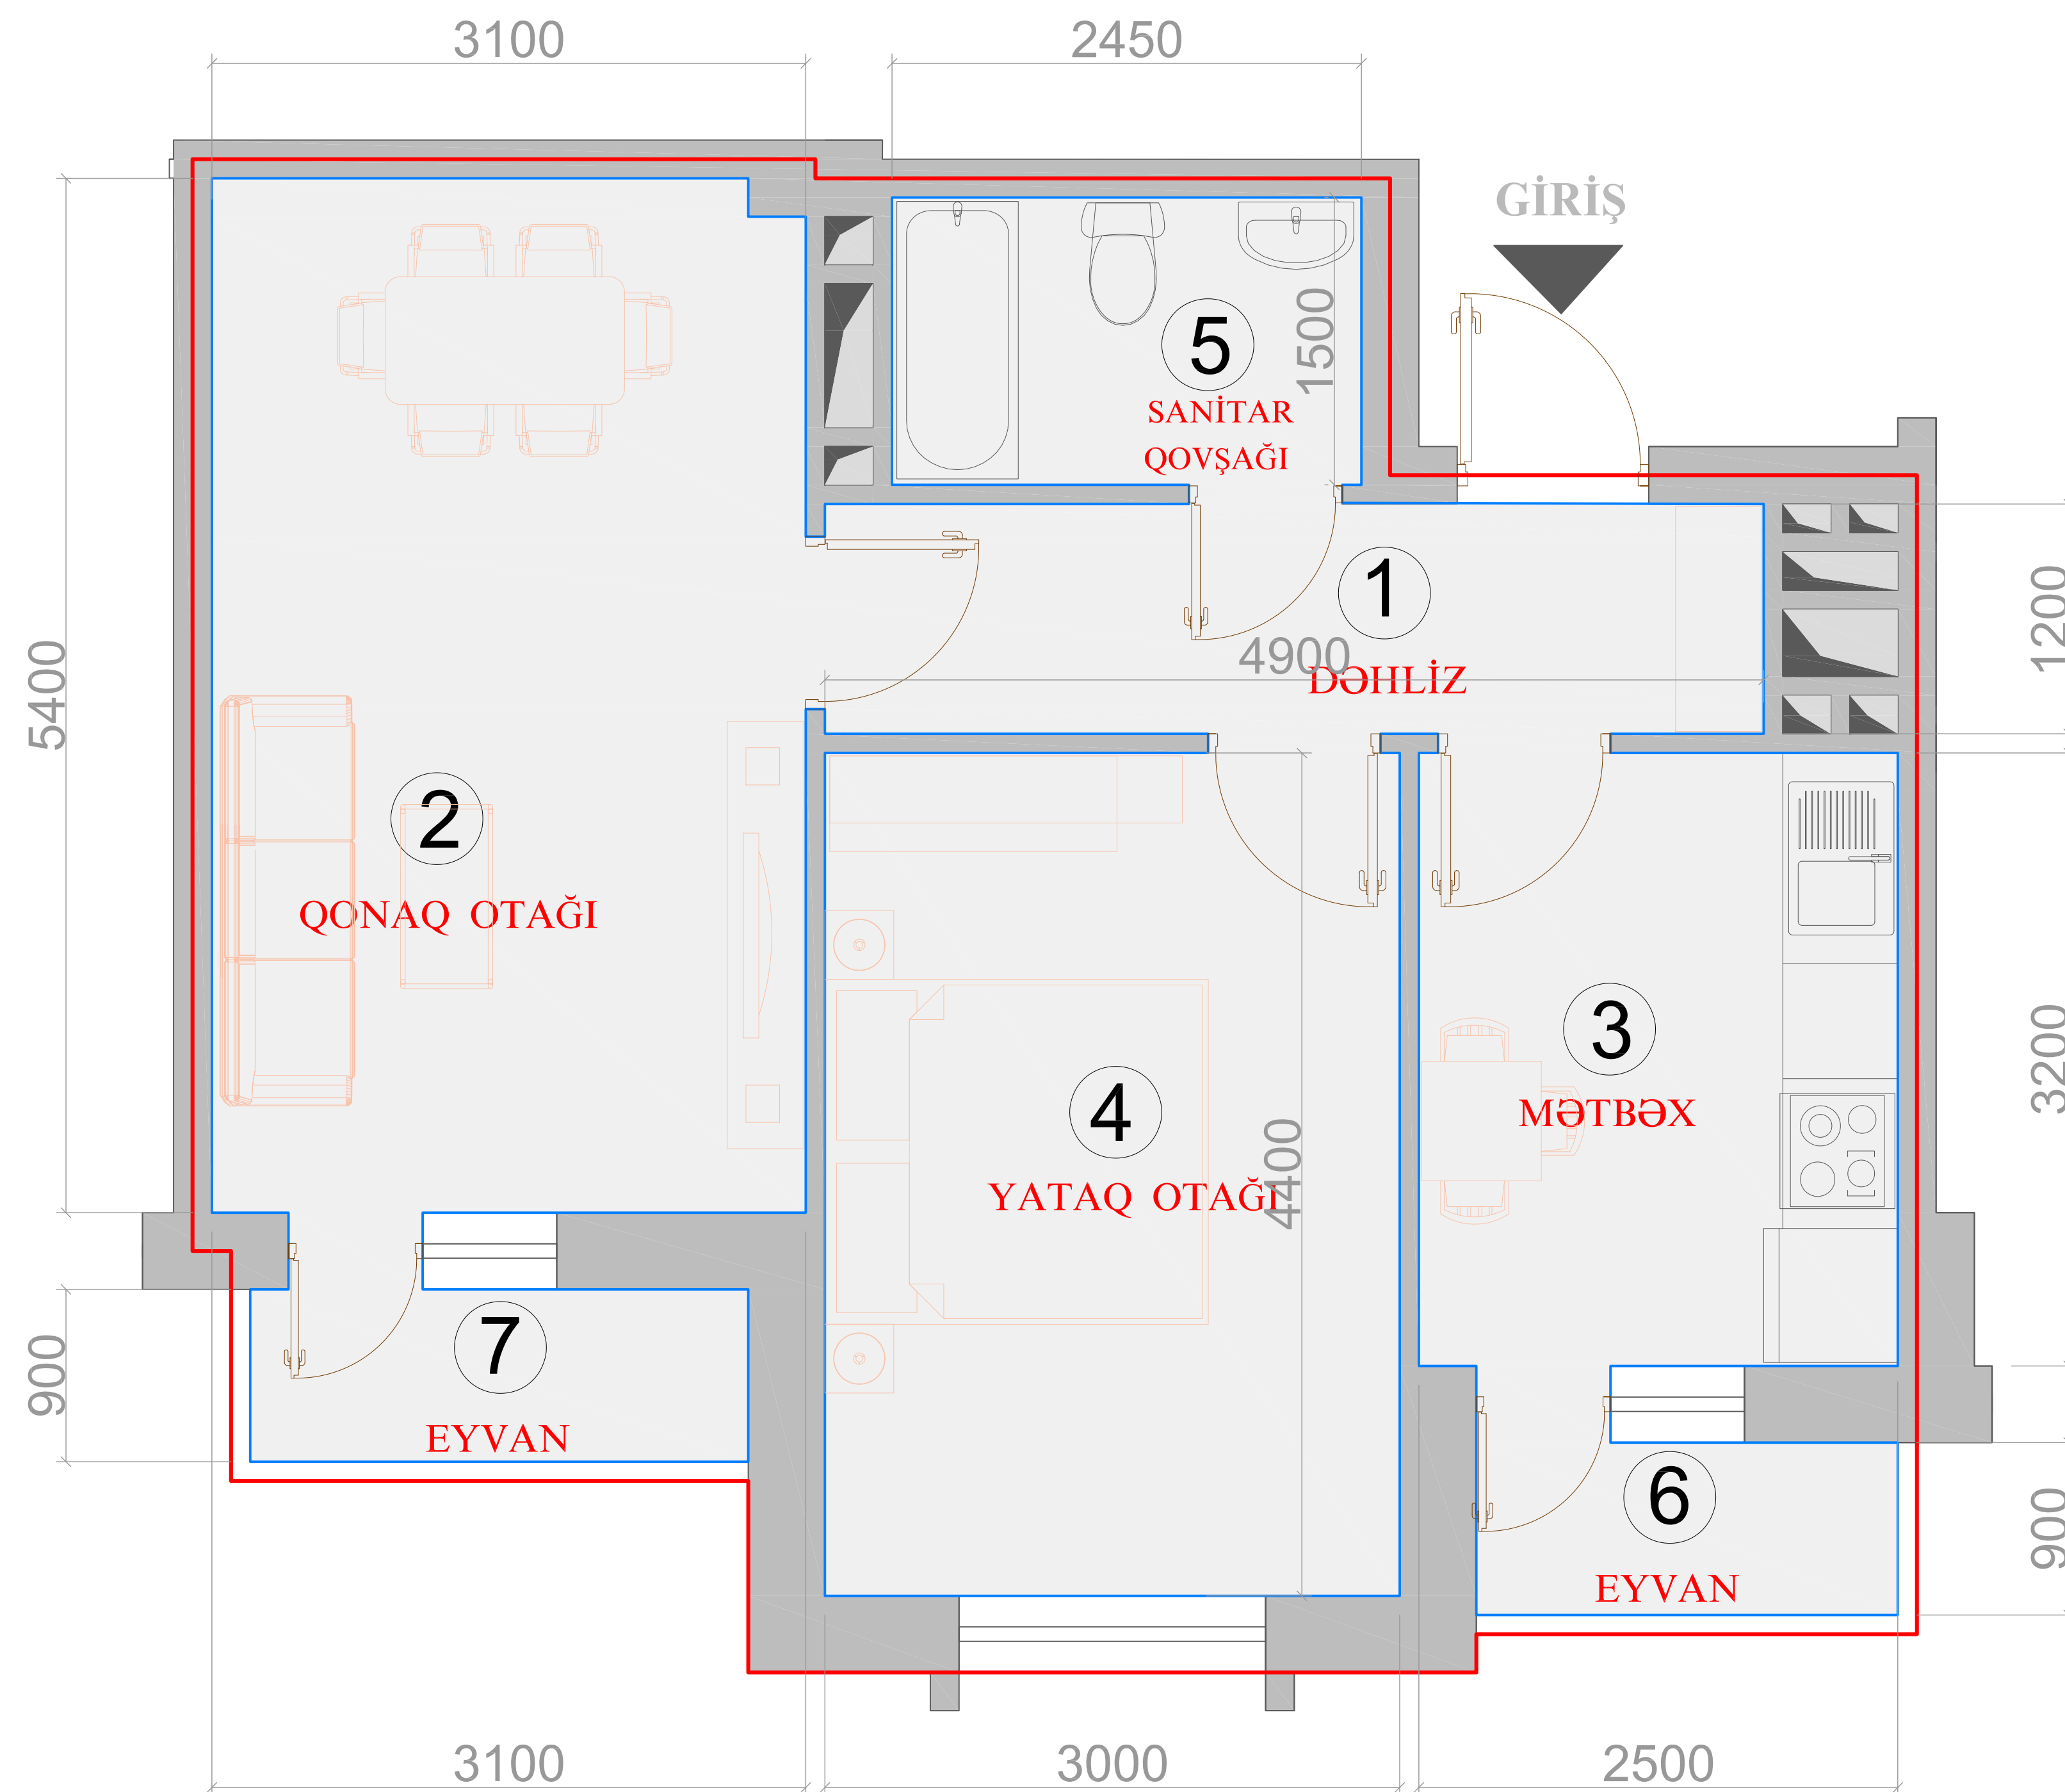 3100
2450
GİRİŞ
5
1500
SANİTAR
QOVŞAĞI
1
1200
4900
DƏHLİZ
5400
2
QONAQ OTAĞI
3
3200
MƏTBƏX
4
4400
YATAQ OTAĞI
7
900
EYVAN
6
900
EYVAN
3100
3000
2500